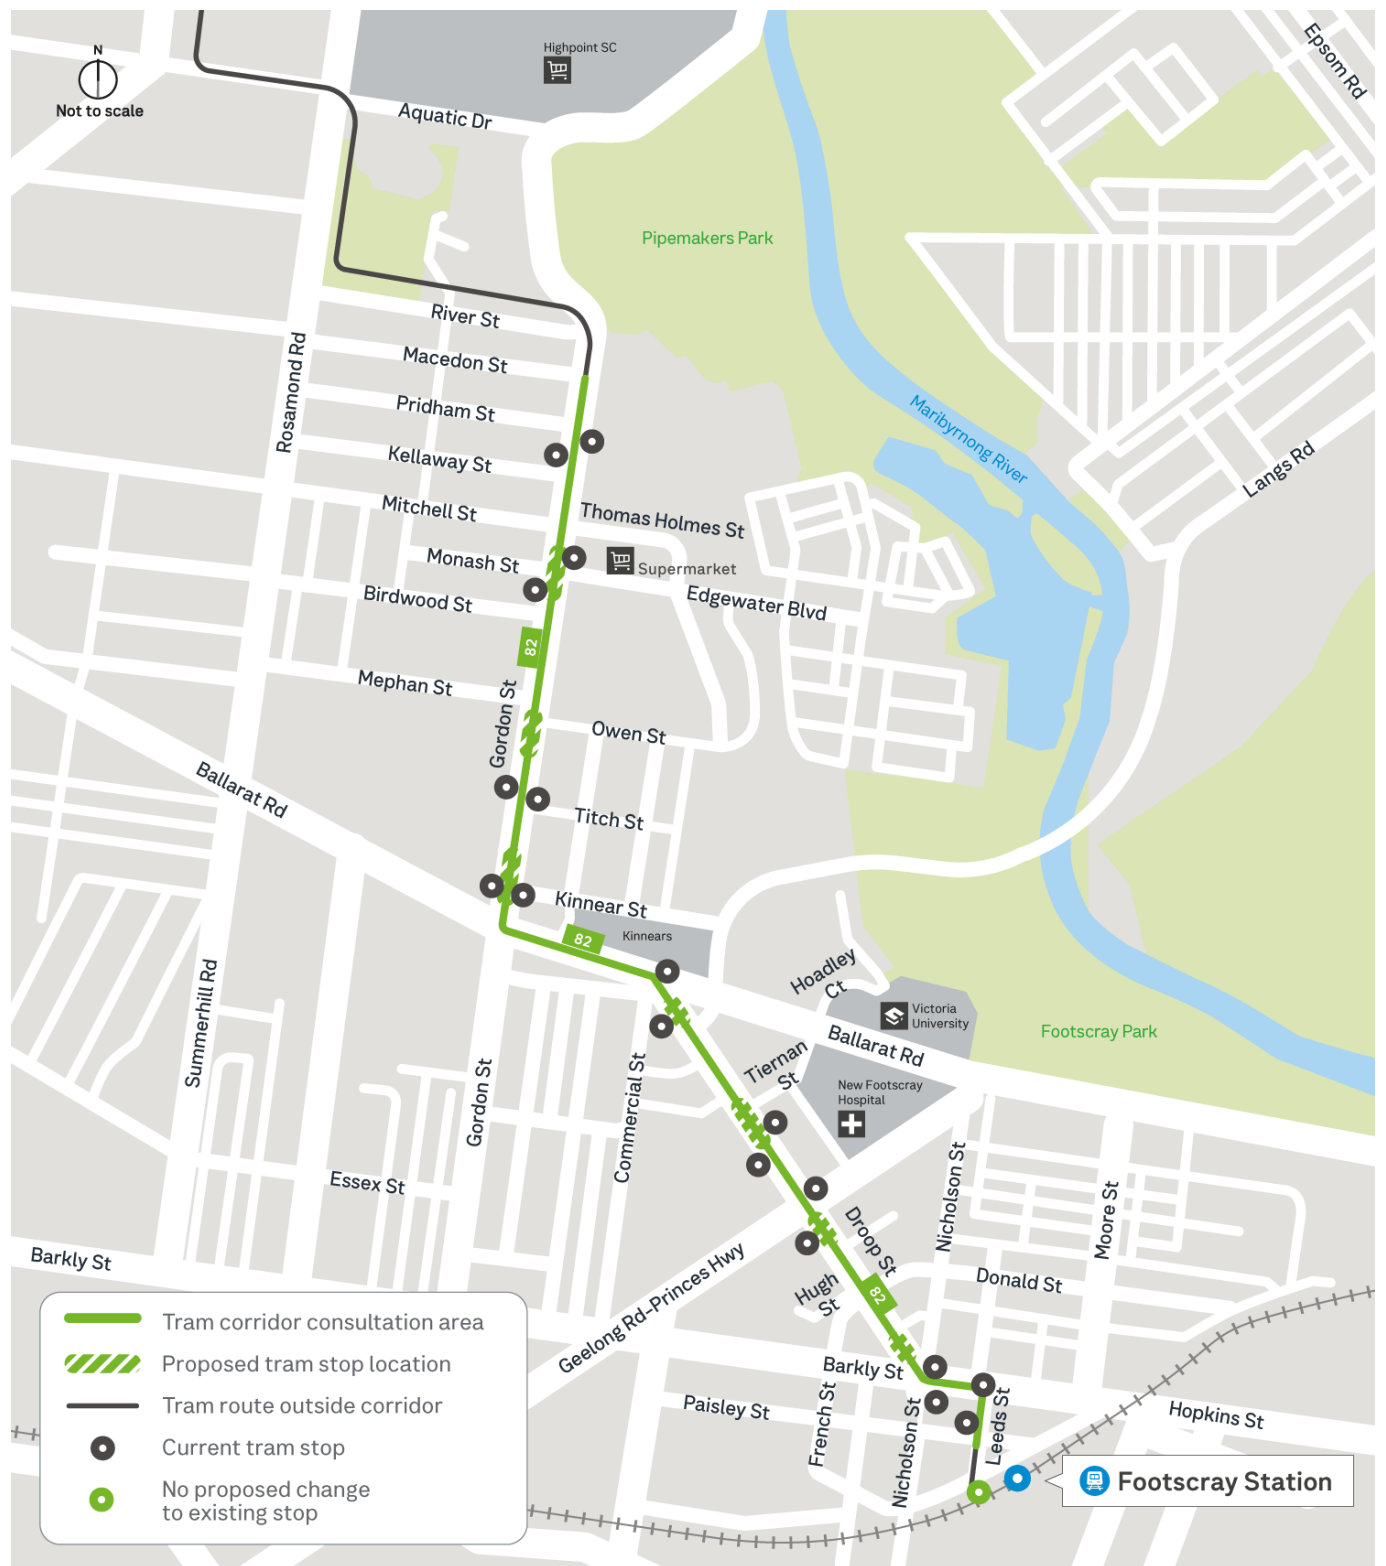 Highpoint SC
Epsom Rd
N
Not to scale
Aquatic Dr
Pipemakers Park
River St
Rosamond Rd
Macedon St
Pridham St
Maribyrnong River
Kellaway St
Langs Rd
Mitchell St
Thomas Holmes St
Monash St
Supermarket
Birdwood St
Edgewater Blvd
82
Mephan St
Gordon St
Owen St
Ballarat Rd
Titch St
Kinnear St
82
Kinnears
Hoadley
Ct
Summerhill Rd
Victoria
University
Footscray Park
Ballarat Rd
Tiernan
St
Gordon St
Commercial St
New Footscray
Hospital
Essex St
Nicholson St
Moore St
Droop St
Barkly St
Geelong Rd-Princes Hwy
Hugh
St
82
Donald St
Barkly St
Paisley St
French St
Nicholson St
Leeds St
Hopkins St
Footscray Station
Tram corridor consultation area
Proposed tram stop location
Tram route outside corridor
Current tram stop
No proposed change
to existing stop